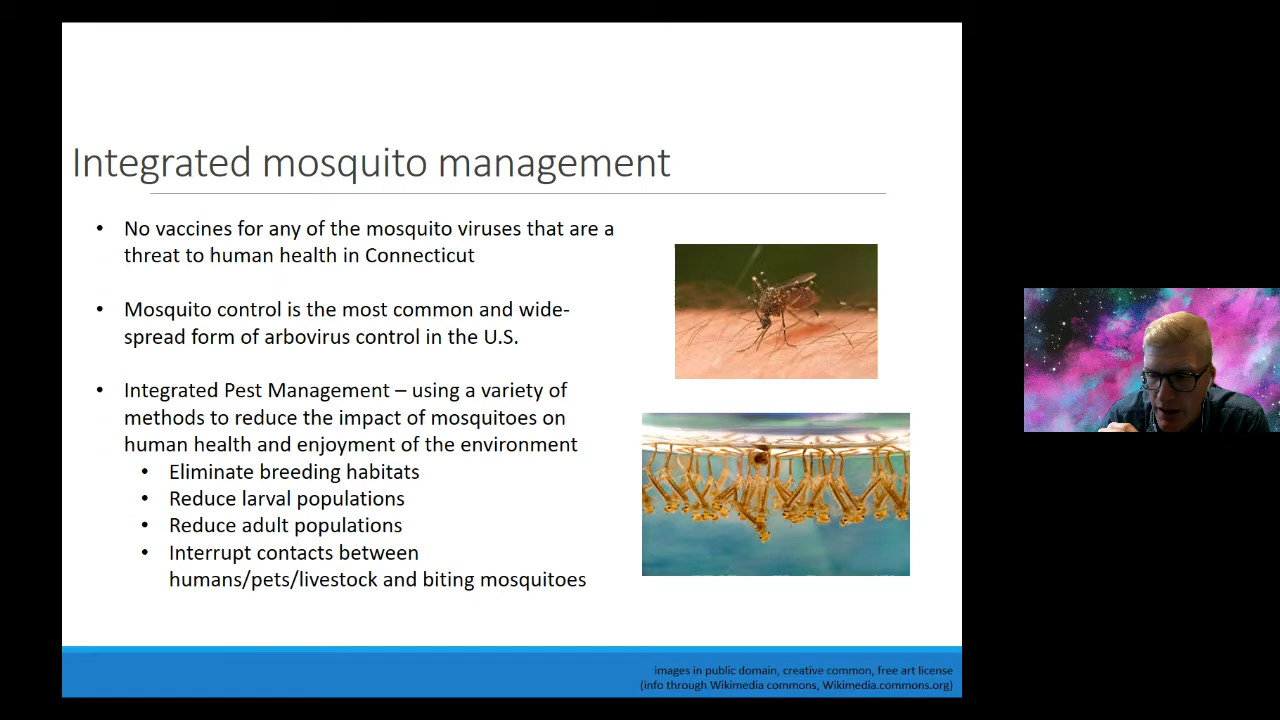 Integrated mosquito management
• No vaccines for any of the mosquito viruses that are a
threat to human health in Connecticut
• Mosquito control is the most common and wide-
spread form of arbovirus control in the U.S.
• Integrated Pest Management – using a variety of
methods to reduce the impact of mosquitoes on
human health and enjoyment of the environment
• Eliminate breeding habitats
• Reduce larval populations
• Reduce adult populations
• Interrupt contacts between
humans/pets/livestock and biting mosquitoes
images in public domain, creative common, free art license
(info through Wikimedia commons, Wikimedia.commons.org)